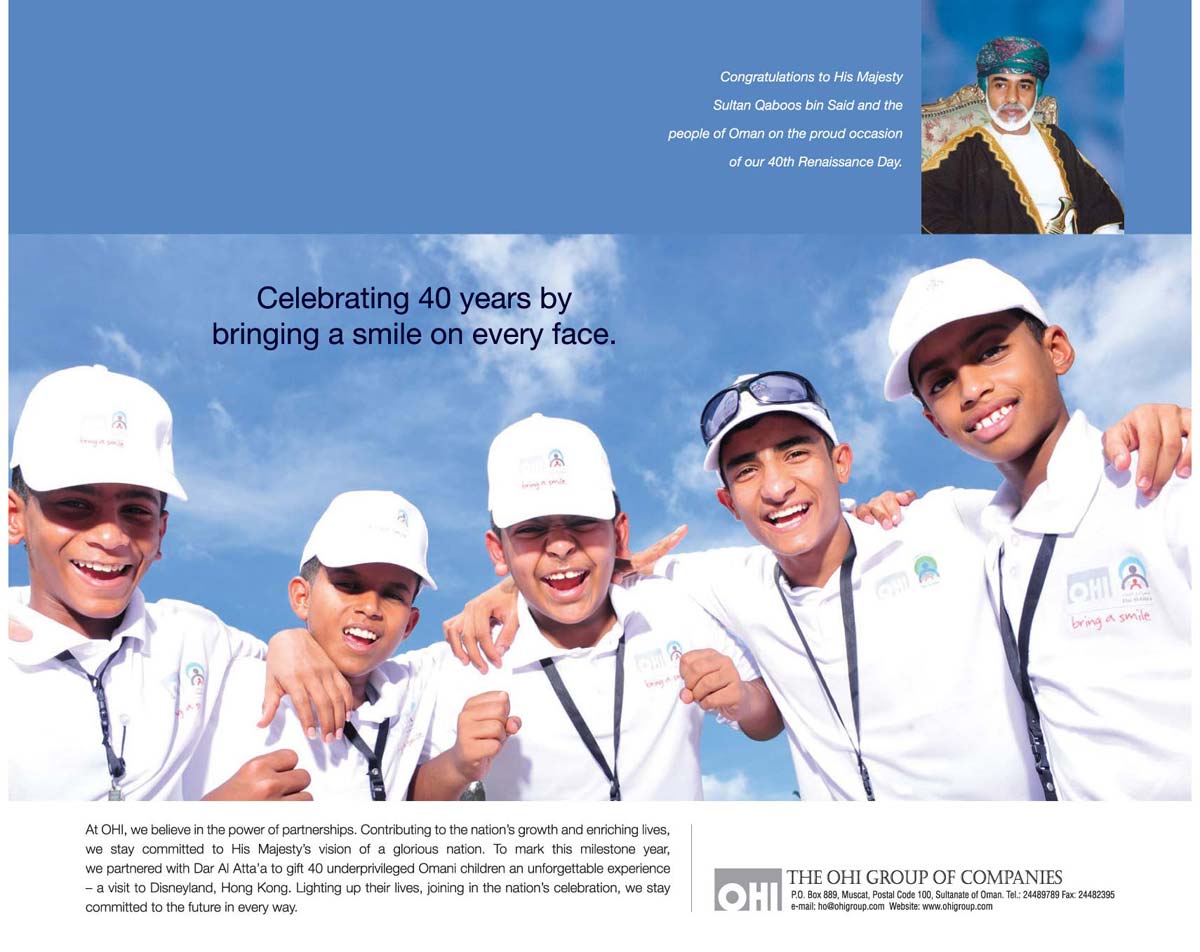 Congratulations to His Majesty
Sultan Qaboos bin Said and the
people of Oman on the proud occasion
of our 40th Renaissance Day.
Celebrating 40 years by
bringing a smile on every face.
bring a smile
bring a smile
OHI
OHI
OHI
bring a smile
At OHI, we believe in the power of partnerships. Contributing to the nation's growth and enriching lives,
we stay committed to His Majesty's vision of a glorious nation. To mark this milestone year,
we partnered with Dar Al Atta'a to gift 40 underprivileged Omani children an unforgettable experience
– a visit to Disneyland, Hong Kong. Lighting up their lives, joining in the nation's celebration, we stay
committed to the future in every way.
OHI
THE OHI GROUP OF COMPANIES
P.O. Box 889, Muscat, Postal Code 100, Sultanate of Oman. Tel.: 24489789 Fax: 24482395
e-mail: ho@ohigroup.com Website: www.ohigroup.com